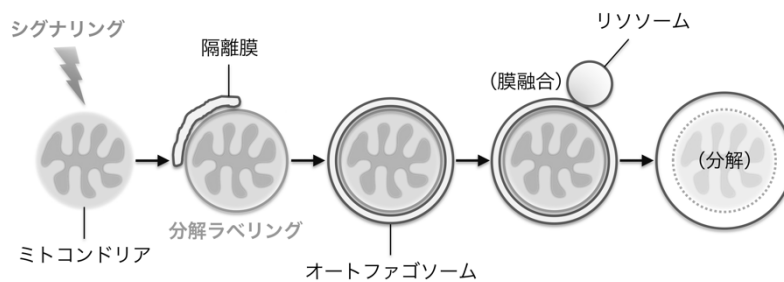 シグナリング
隔離膜
リソソーム
（膜融合）
（分解）
分解ラベリング
ミトコンドリア
オートファゴソーム